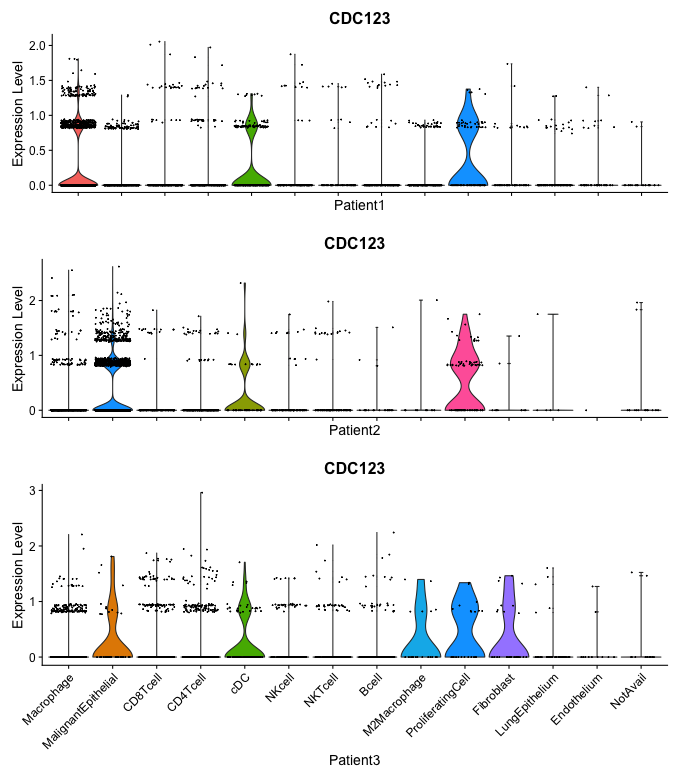 CDC123
Expression Level
2.0
1.5
1.0
0.5
0.0
Patient1
CDC123
Expression Level
2
1
0
Patient2
CDC123
Expression Level
3
2
1
0
Macrophage
MalignantEpithelial
CD8Tcell
CD4Tcell
cDC
NKcell
NKTcell
Bcell
M2Macrophage
ProliferatingCell
Fibroblast
LungEpithelium
Endothelium
NotAvail
Patient3